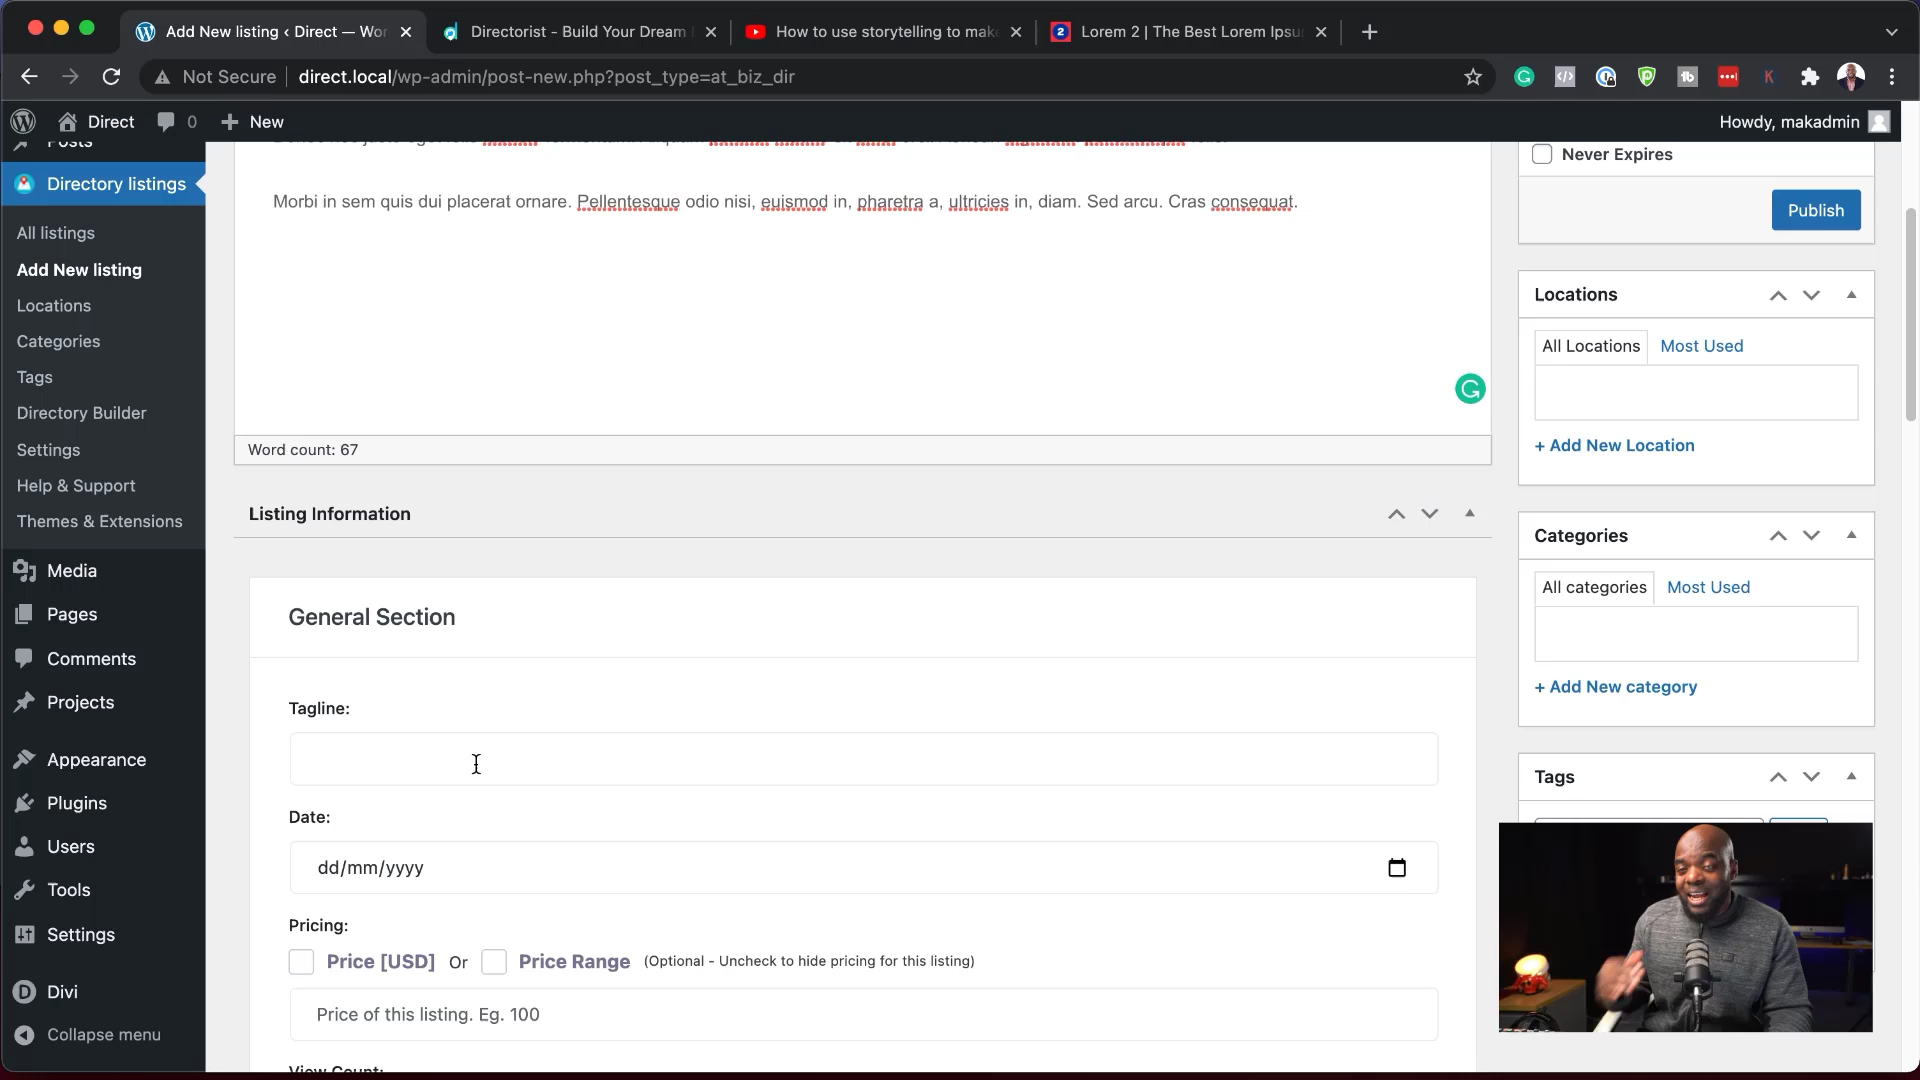 Add New listing ‹ Direct — Wor
Directorist - Build Your Dream
How to use storytelling to make
Lorem 2 | The Best Lorem Ipsu
Not Secure
direct.local/wp-admin/post-new.php?post_type=at_biz_dir
Direct
0
New
Howdy, makadmin
Posts
Directory listings
All listings
Add New listing
Locations
Categories
Tags
Directory Builder
Settings
Help & Support
Themes & Extensions
Media
Pages
Comments
Projects
Appearance
Plugins
Users
Tools
Settings
Divi
Collapse menu
Morbi in sem quis dui placerat ornare. Pellentesque odio nisi, euismod in, pharetra a, ultricies in, diam. Sed arcu. Cras consequat.
Word count: 67
Listing Information
General Section
Tagline:
Date:
dd/mm/yyyy
Pricing:
Price [USD] Or Price Range (Optional - Uncheck to hide pricing for this listing)
Price of this listing. Eg. 100
View Count:
Never Expires
Publish
Locations
All Locations
Most Used
+ Add New Location
Categories
All categories
Most Used
+ Add New category
Tags